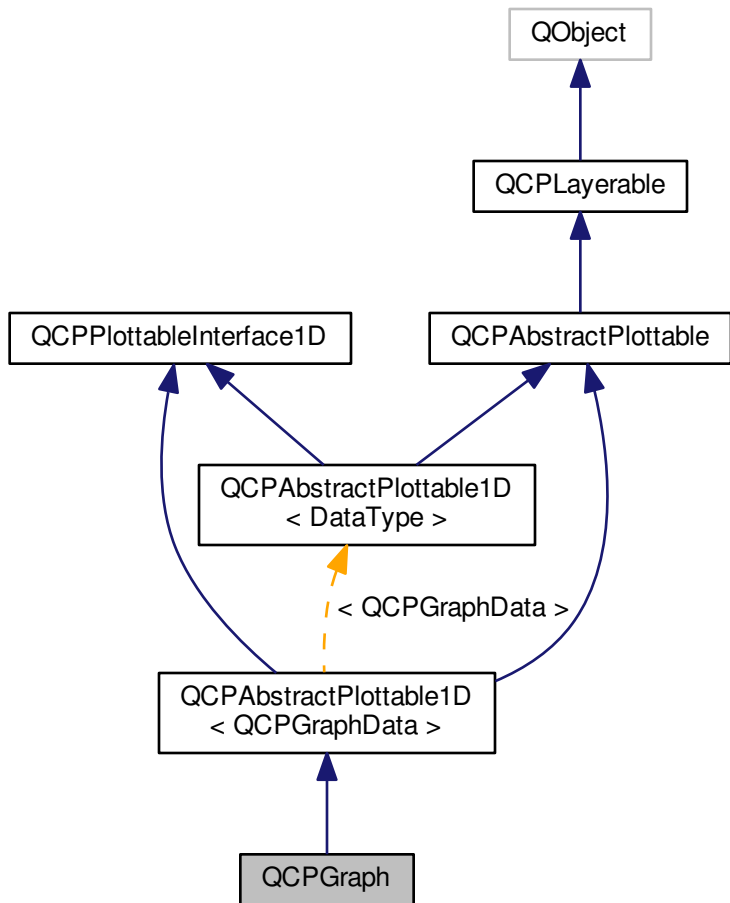 QObject
QCPLayerable
QCPPlottableInterface1D
QCPAbstractPlottable
QCPAbstractPlottable1D
< DataType >
< QCPGraphData >
QCPAbstractPlottable1D
< QCPGraphData >
QCPGraph